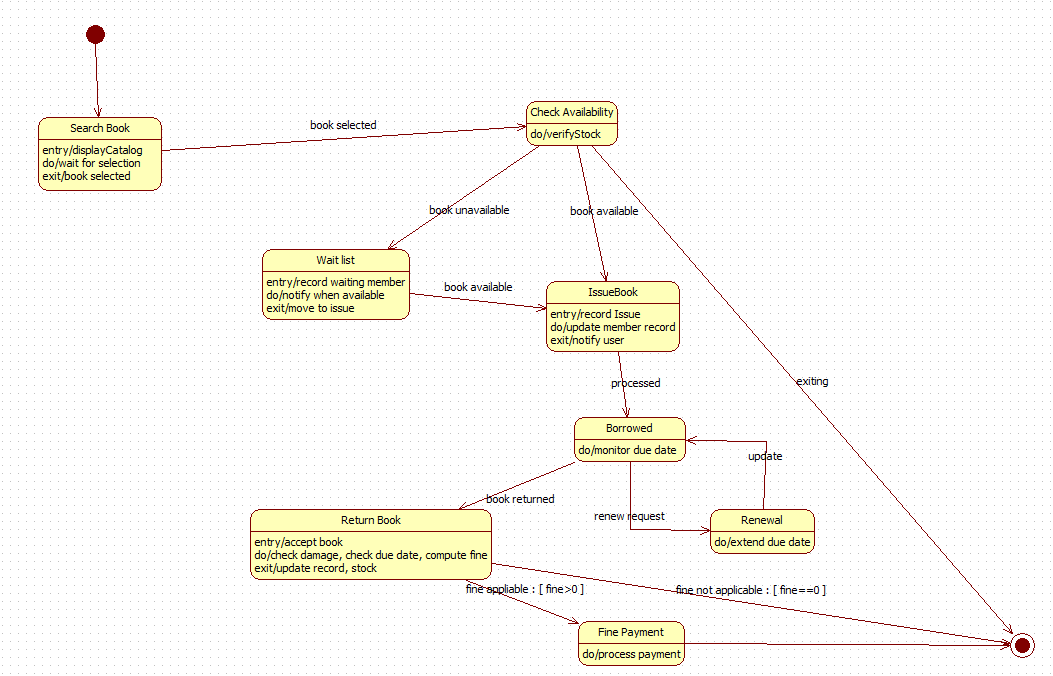 Search Book
entry/displayCatalog
do/wait for selection
exit/book selected
book selected
Check Availability
do/verifyStock
book unavailable
book available
Wait list
entry/record waiting member
do/notify when available
exit/move to issue
book available
IssueBook
entry/record Issue
do/update member record
exit/notify user
exiting
processed
Borrowed
do/monitor due date
update
book returned
renew request
Renewal
do/extend due date
Return Book
entry/accept book
do/check damage, check due date, compute fine
exit/update record, stock
fine appliable : [ fine>0 ]
fine not applicable : [ fine==0 ]
Fine Payment
do/process payment